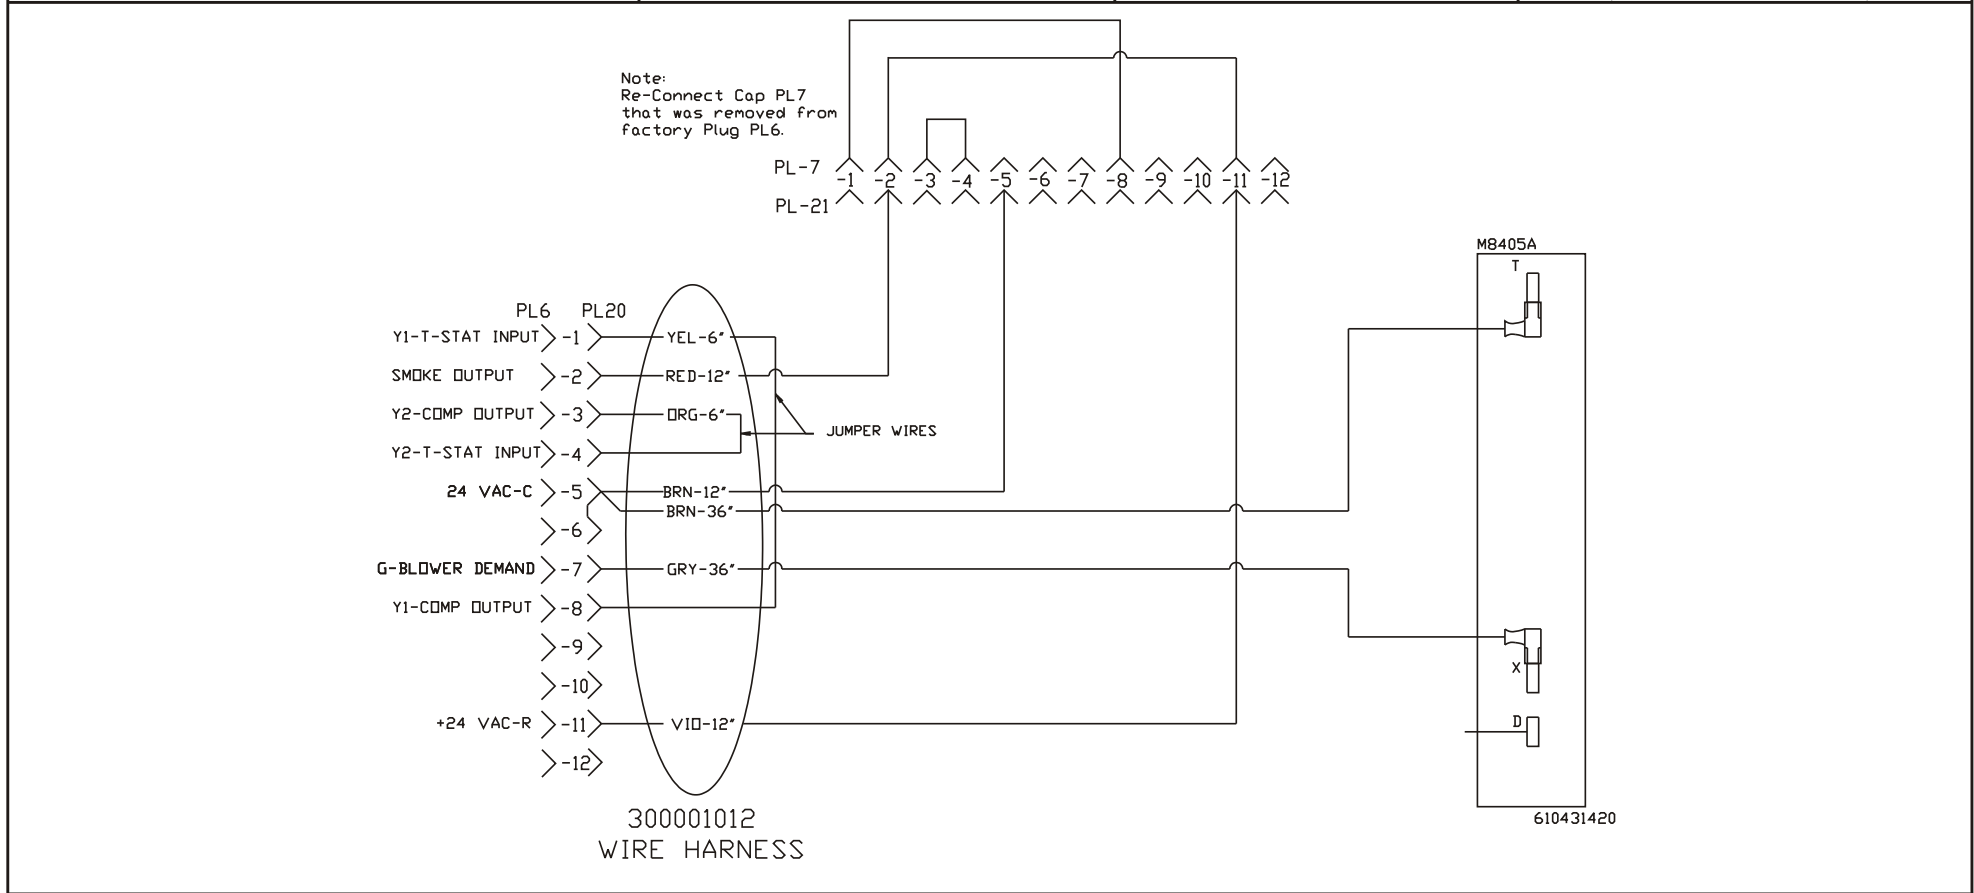 Note:
Re-Connect Cap PL7
that was removed from
factory Plug PL6.
PL-7
-1 -2 -3 -4 -5 -6 -7 -8 -9 -10 -11 -12
PL-21
M8405A
T
PL6 PL20
Y1-T-STAT INPUT -1 YEL-6"
SMOKE OUTPUT -2 RED-12"
Y2-COMP OUTPUT -3 ORG-6"
JUMPER WIRES
Y2-T-STAT INPUT -4
24 VAC-C -5 BRN-12"
BRN-36"
-6
G-BLOWER DEMAND -7 GRY-36"
Y1-COMP OUTPUT -8
-9
X
-10
+24 VAC-R -11 VIO-12"
D
-12
300001012
WIRE HARNESS
610431420